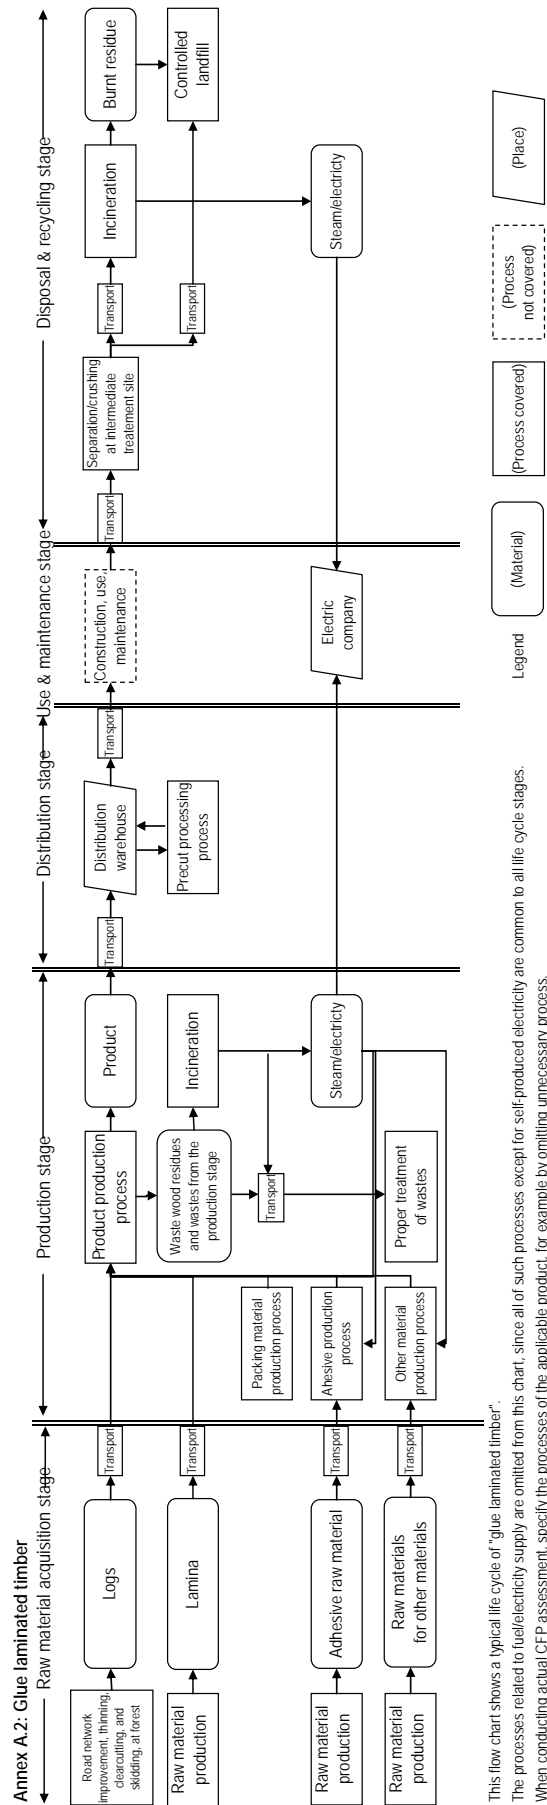 Annex A.2: Glue laminated timber
Raw material acquisition stage
Production stage
Distribution stage
Use & maintenance stage
Disposal & recycling stage
Road network
improvement, thinning,
clearcutting, and
skidding, at forest
Logs
Transport
Raw material
production
Lamina
Transport
Raw material
production
Adhesive raw material
Transport
Raw material
production
Raw materials
for other materials
Transport
Packing material
production process
Ahesive production
process
Other material
production process
Product production
process
Product
Waste wood residues
and wastes from the
production stage
Incineration
Transport
Steam/electricty
Proper treatment
of wastes
Transport
Distribution
warehouse
Transport
Precut processing
process
Construction, use,
maintenance
Electric
company
Transport
Separation/crushing
at intermediate
treatement site
Transport
Incineration
Burnt residue
Transport
Controlled
landfill
Steam/electricty
This flow chart shows a typical life cycle of "glue laminated timber".
The processes related to fuel/electricity supply are omitted from this chart, since all of such processes except for self-produced electricity are common to all life cycle stages.
When conducting actual CFP assessment, specify the processes of the applicable product, for example by omitting unnecessary process.
Legend
(Material)
(Process covered)
(Process
not covered)
(Place)